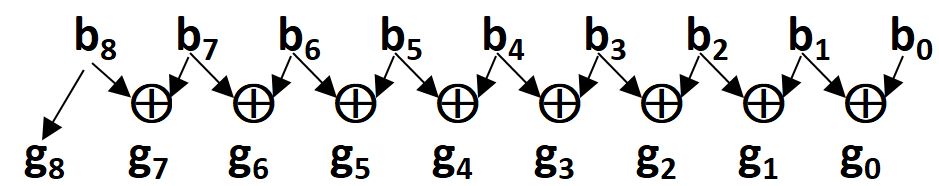 b₈ b₇ b₆ b₅ b₄ b₃ b₂ b₁ b₀
g₈ g₇ g₆ g₅ g₄ g₃ g₂ g₁ g₀